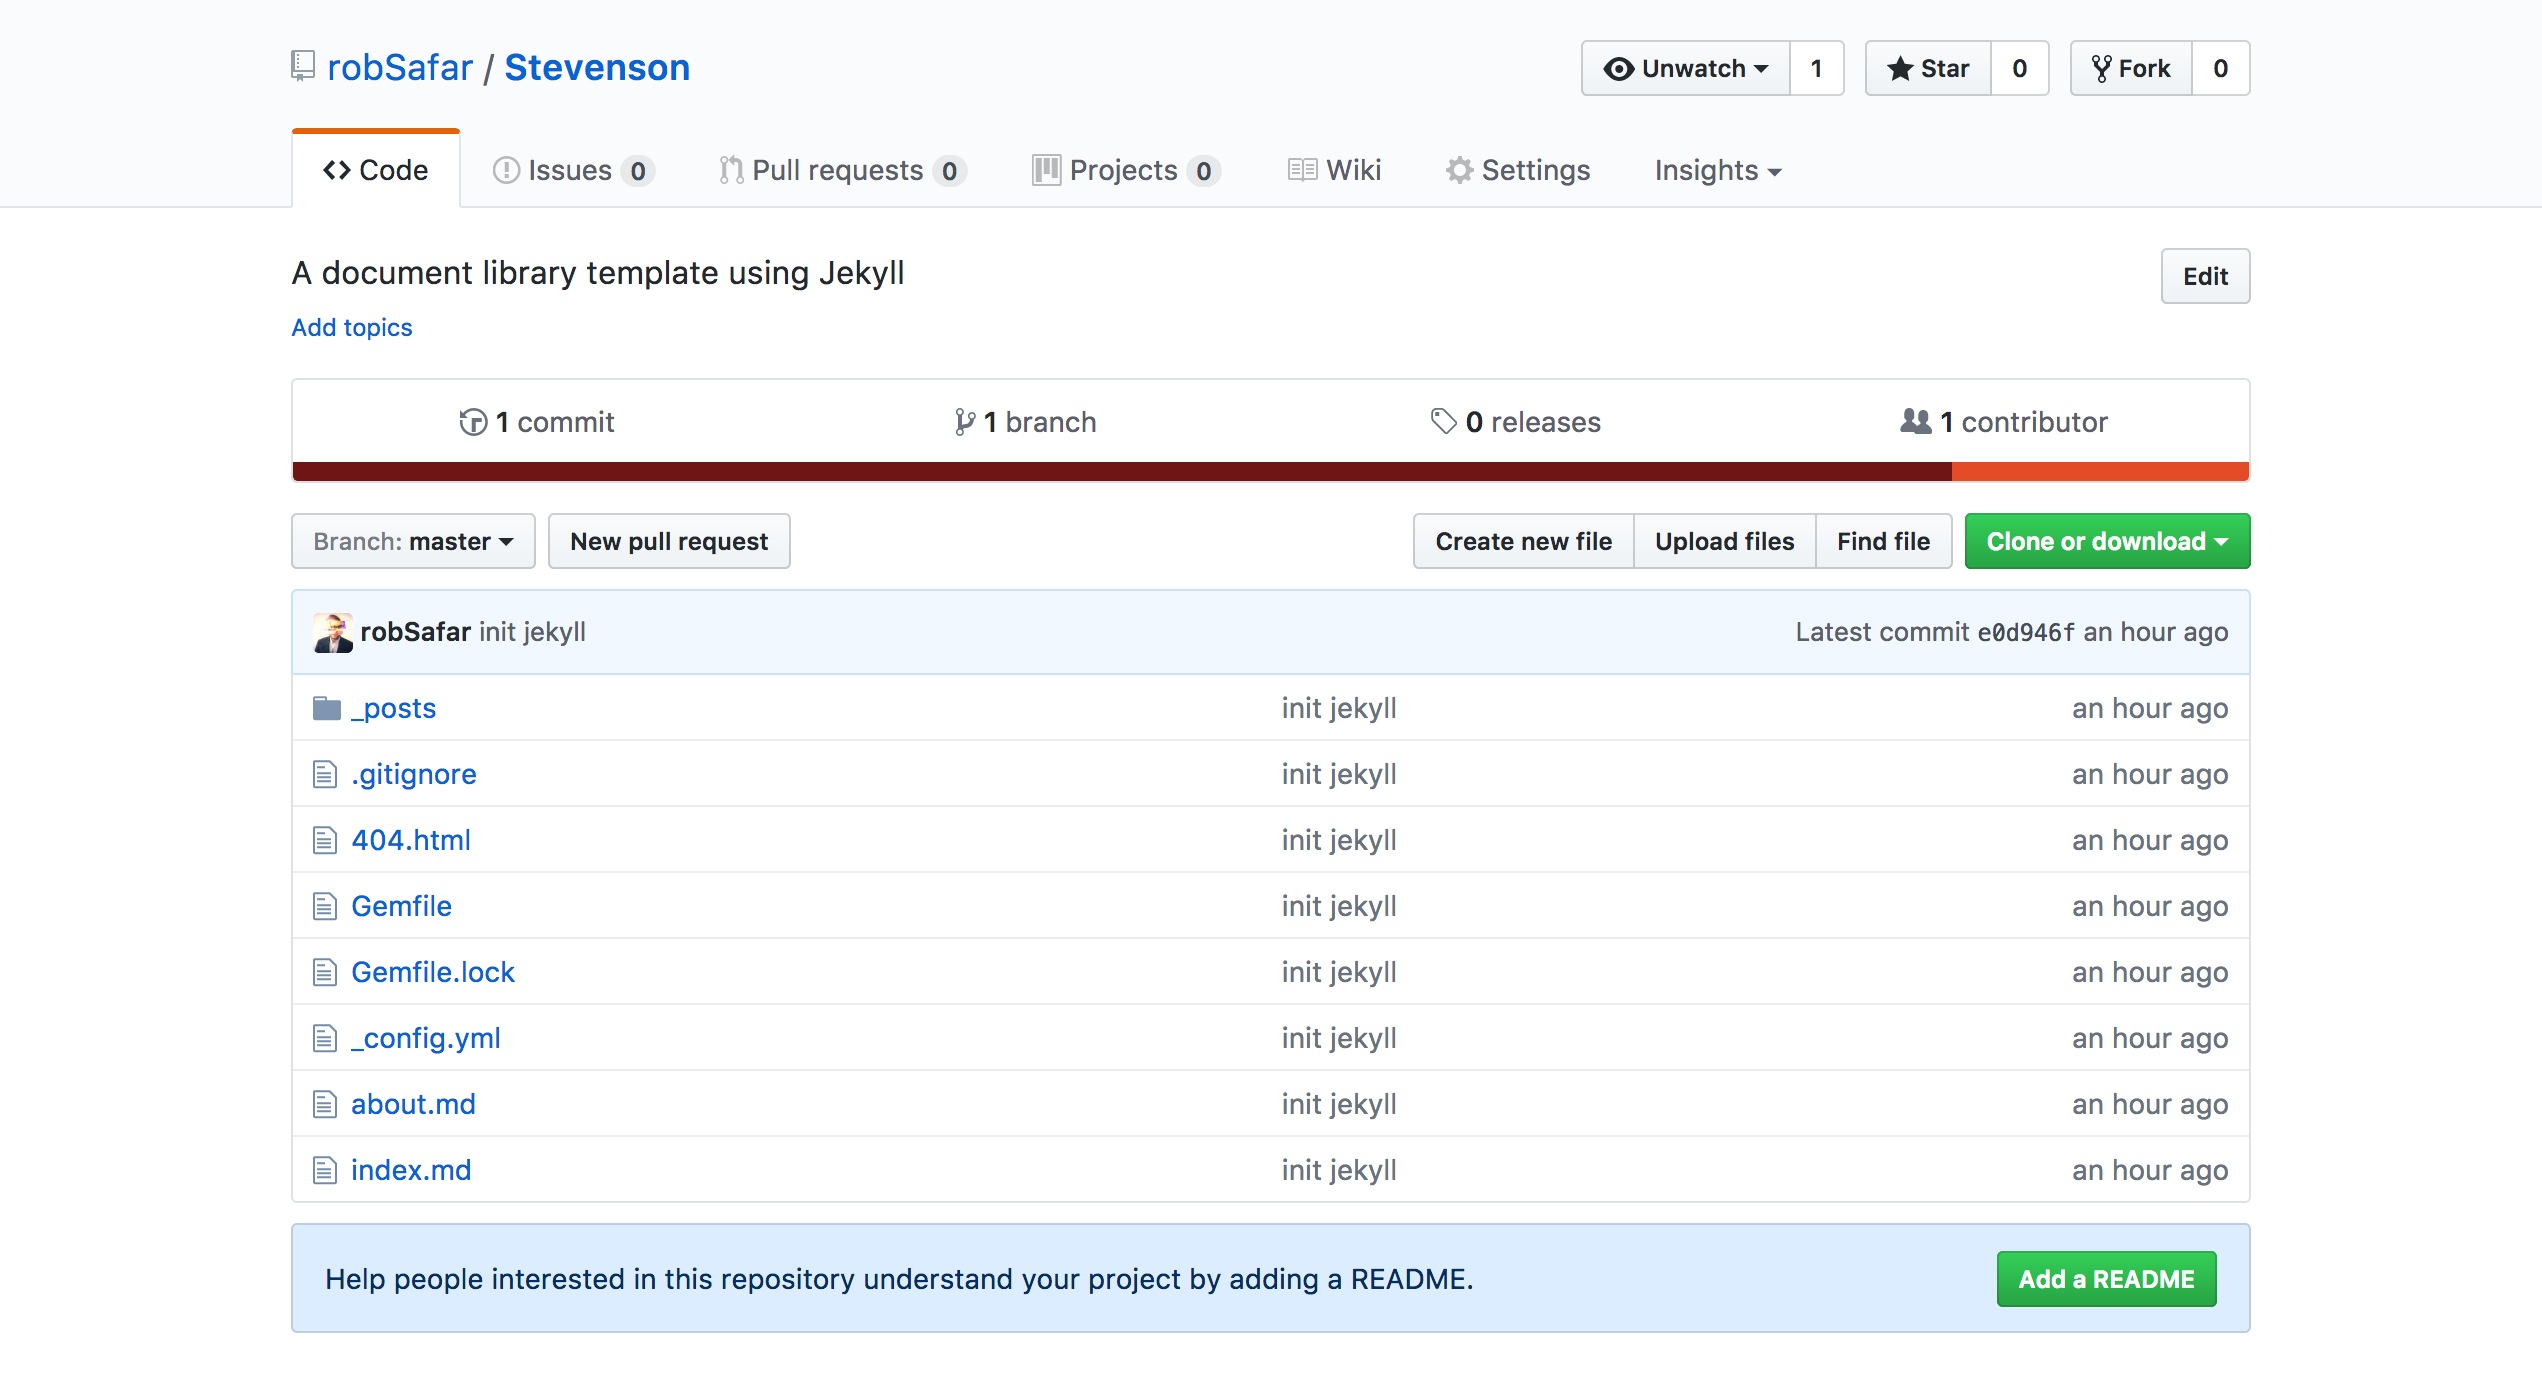 robSafar / Stevenson Unwatch 1 Star 0 Fork 0
Code Issues 0 Pull requests 0 Projects 0 Wiki Settings Insights
A document library template using Jekyll Edit
Add topics
1 commit 1 branch 0 releases 1 contributor
Branch: master New pull request Create new file Upload files Find file Clone or download
robSafar init jekyll Latest commit e0d946f an hour ago
_posts init jekyll an hour ago
.gitignore init jekyll an hour ago
404.html init jekyll an hour ago
Gemfile init jekyll an hour ago
Gemfile.lock init jekyll an hour ago
_config.yml init jekyll an hour ago
about.md init jekyll an hour ago
index.md init jekyll an hour ago
Help people interested in this repository understand your project by adding a README. Add a README